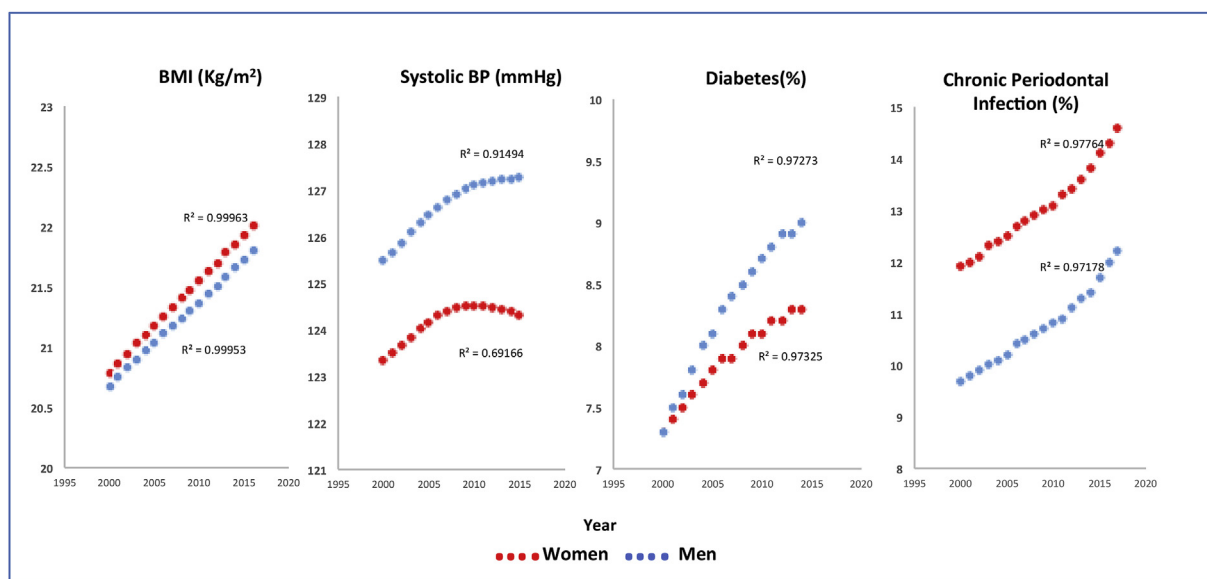 BMI (Kg/m²)
23
22.5
22
21.5
21
20.5
20
R² = 0.99963
R² = 0.99953
1995 2000 2005 2010 2015 2020
Systolic BP (mmHg)
129
128
127
126
125
124
123
122
121
R² = 0.91494
R² = 0.69166
1995 2000 2005 2010 2015 2020
Diabetes(%)
10
9.5
9
8.5
8
7.5
7
R² = 0.97273
R² = 0.97325
1995 2000 2005 2010 2015 2020
Chronic Periodontal
Infection (%)
15
14
13
12
11
10
9
8
R² = 0.97764
R² = 0.97178
1995 2000 2005 2010 2015 2020
Year
Women Men